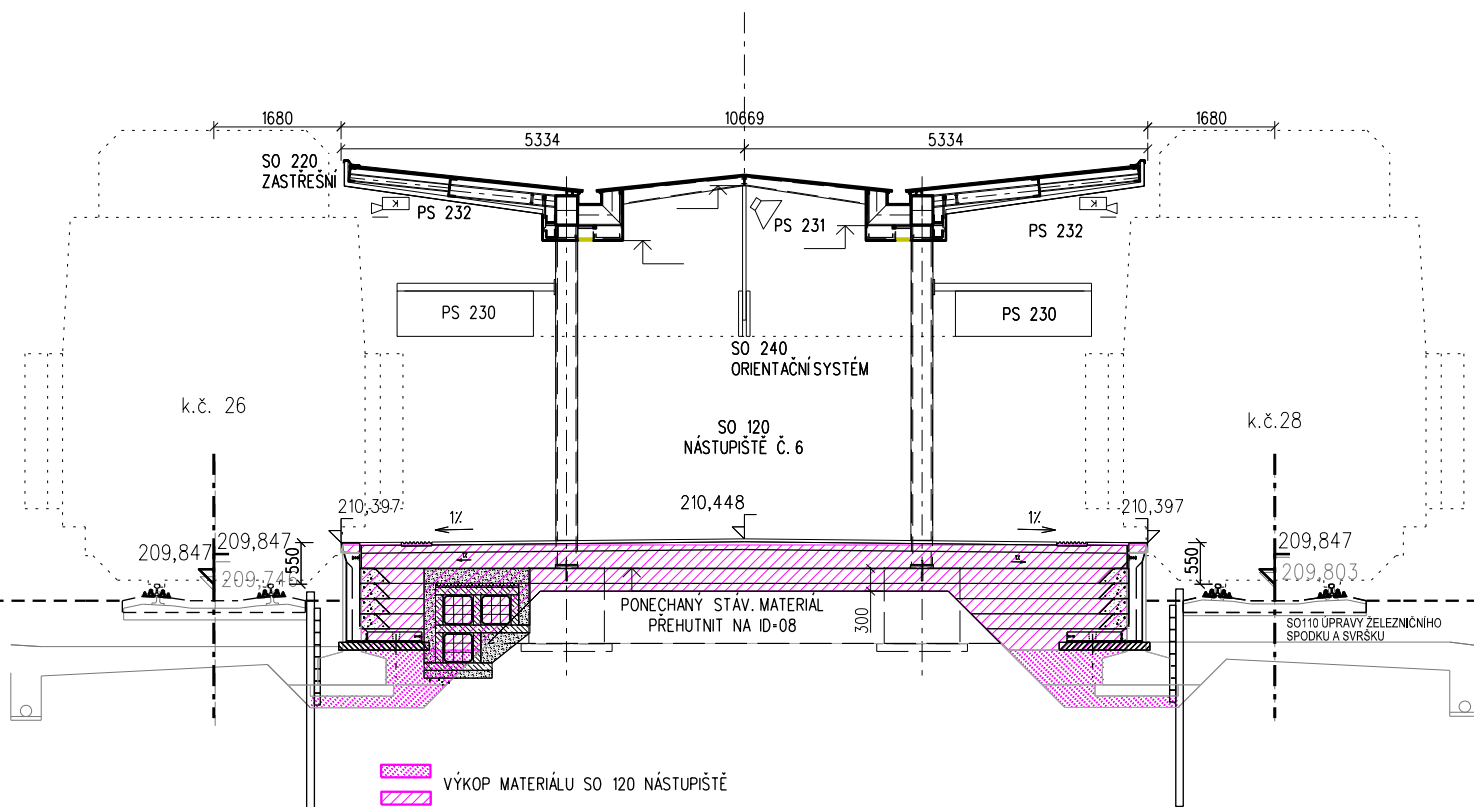 1680
10669
1680
5334
5334
SO 220
ZASTŘEŠNÍ
K
PS 232
PS 231
K
PS 232
PS 230
PS 230
SO 240
ORIENTAČNÍ SYSTÉM
k.č. 26
k.č.28
SO 120
NÁSTUPIŠTĚ Č. 6
210,397
210,448
210,397
1%
1%
209,847
209,847
550
209,746
550
209,847
209,803
PONECHANÝ STÁV. MATERIÁL
PŘEHUTNIT NA ID=08
300
SO110 ÚPRAVY ŽELEZNIČNÍHO
SPODKU A SVRŠKU
VÝKOP MATERIÁLU SO 120 NÁSTUPIŠTĚ